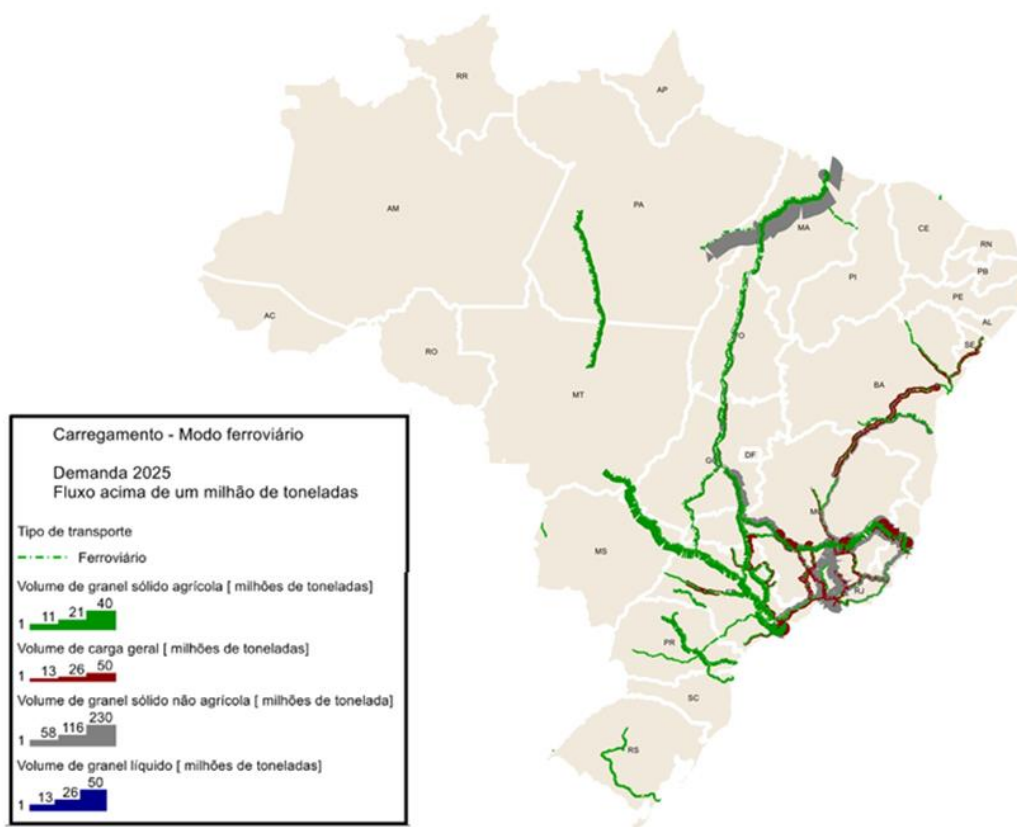 RR
AP
AM
PA
MA
CE
RN
PB
PI
PE
AL
AC
SE
TO
RO
BA
MT
DF
GO
MG
MS
RJ
PR
SC
RS
Carregamento - Modo ferroviário
Demanda 2025
Fluxo acima de um milhão de toneladas
Tipo de transporte
Ferroviário
Volume de granel sólido agrícola [ milhões de toneladas]
1 11 21 40
Volume de carga geral [ milhões de toneladas]
1 13 26 50
Volume de granel sólido não agrícola [ milhões de tonelada]
1 58 116 230
Volume de granel líquido [ milhões de toneladas]
1 13 26 50